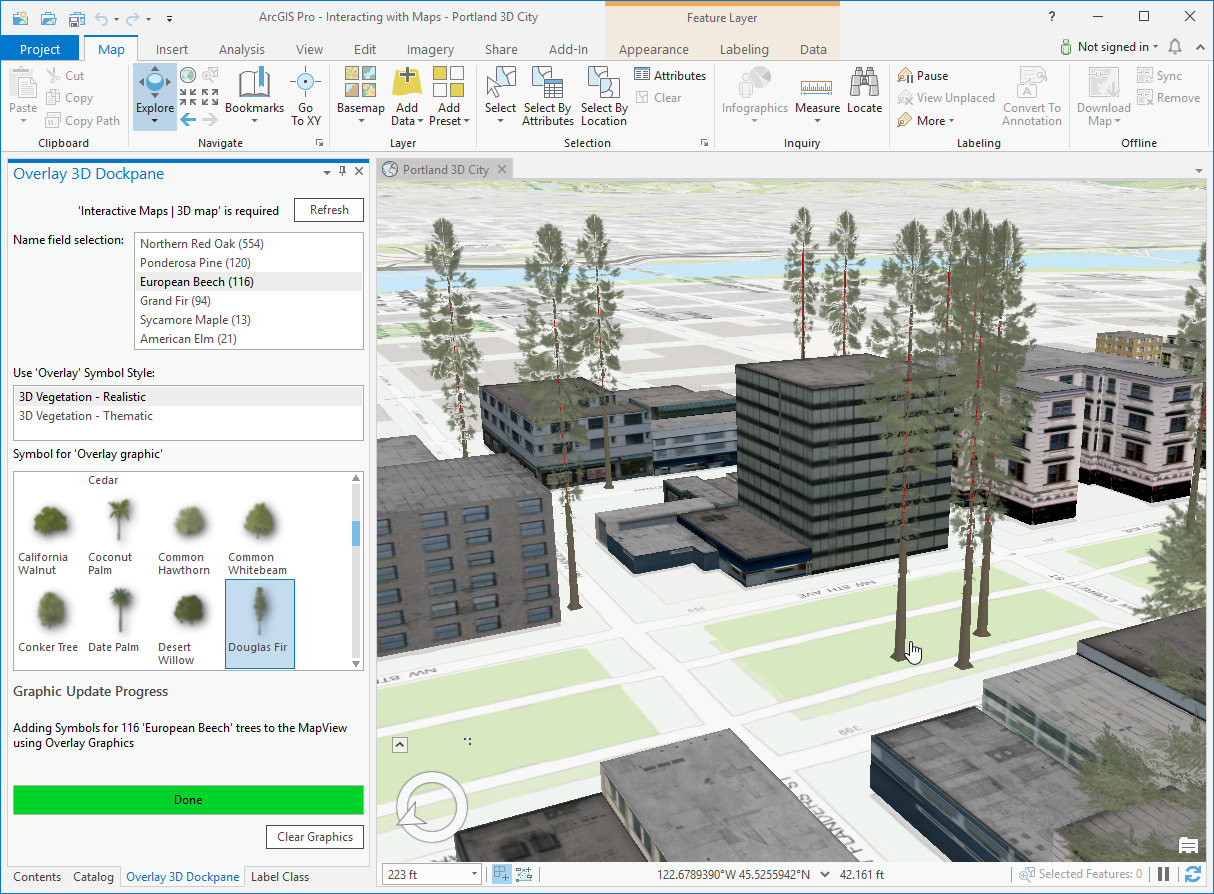 ArcGIS Pro - Interacting with Maps - Portland 3D City
Feature Layer
?
Project Map Insert Analysis View Edit Imagery Share Add-In Appearance Labeling Data
Not signed in
Paste
Cut
Copy
Copy Path
Clipboard
Explore
Bookmarks
Go
To XY
Navigate
Basemap
Add
Data
Add
Preset
Layer
Select
Select By
Attributes
Select By
Location
Attributes
Clear
Selection
Infographics
Measure
Locate
Inquiry
Pause
View Unplaced
More
Convert To
Annotation
Labeling
Download
Map
Sync
Remove
Offline
Overlay 3D Dockpane
'Interactive Maps | 3D map' is required
Refresh
Name field selection:
Northern Red Oak (554)
Ponderosa Pine (120)
European Beech (116)
Grand Fir (94)
Sycamore Maple (13)
American Elm (21)
Use 'Overlay' Symbol Style:
3D Vegetation - Realistic
3D Vegetation - Thematic
Symbol for 'Overlay graphic'
Cedar
California
Walnut
Coconut
Palm
Common
Hawthorn
Common
Whitebeam
Conker Tree
Date Palm
Desert
Willow
Douglas Fir
Graphic Update Progress
Adding Symbols for 116 'European Beech' trees to the MapView
using Overlay Graphics
Done
Clear Graphics
Contents Catalog Overlay 3D Dockpane Label Class
Portland 3D City
NW 8TH AVE
NW EVERETT ST
399
NW 8TH
399
FLANDERS ST
223 ft
122.6789390°W 45.5255942°N
42.161 ft
Selected Features: 0